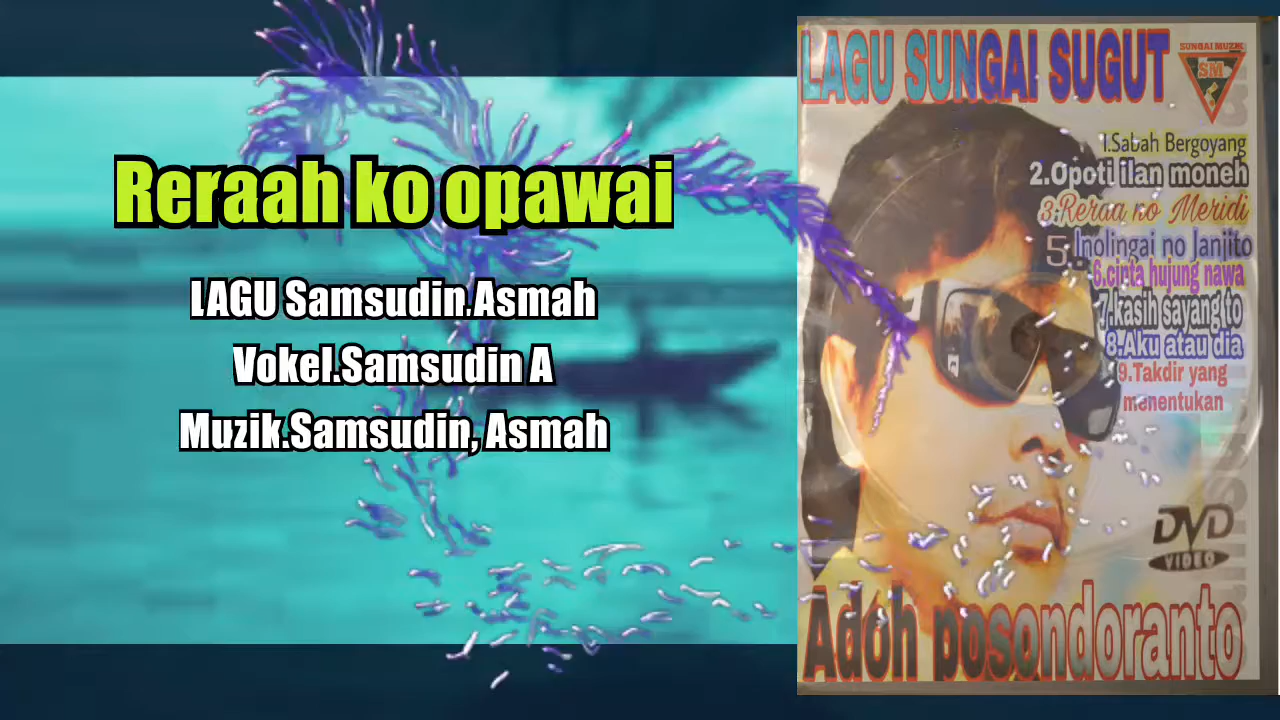 Reraah ko opawai
LAGU Samsudin.Asmah
Vokel.Samsudin A
Muzik.Samsudin, Asmah
LAGU SUNGAI SUGUT
SUNGAI MUZIK
SM
1.Sabah Bergoyang
2.Opoti ilan moneh
3.Reraa no Meridi
5.Inolingai no Janjito
6.cinta hujung nawa
7.kasih sayang to
8.Aku atau dia
9.Takdir yang
menentukan
DVD
VIDEO
Adoh posondoranto